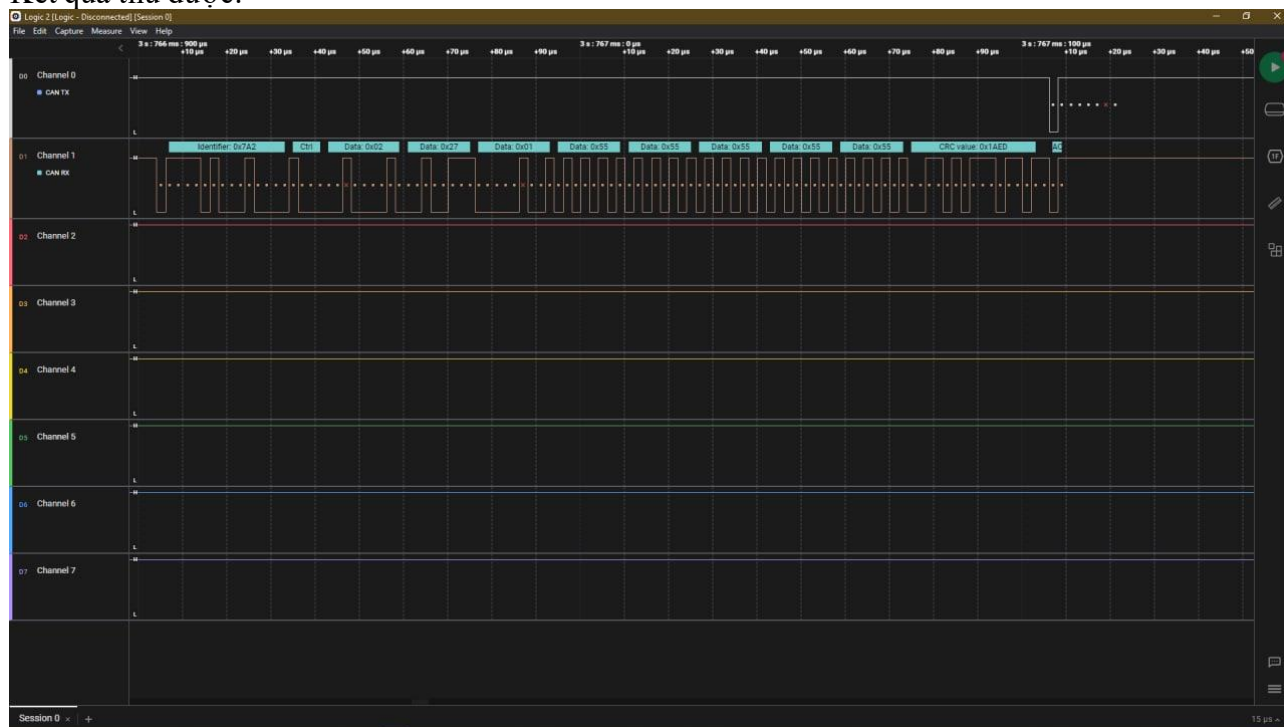 Kết quả thu được:
Logic 2 [Logic - Disconnected] [Session 0]
File Edit Capture Measure View Help
3 s : 766 ms : 900 µs 3 s : 767 ms : 0 µs 3 s : 767 ms : 100 µs
+10 µs +20 µs +30 µs +40 µs +50 µs +60 µs +70 µs +80 µs +90 µs +10 µs +20 µs +30 µs +40 µs +50 µs +60 µs +70 µs +80 µs +90 µs +10 µs +20 µs +30 µs +40 µs +50
D0 Channel 0 H
CAN TX
L
Identifier: 0x7A2 Ctrl Data: 0x02 Data: 0x27 Data: 0x01 Data: 0x55 Data: 0x55 Data: 0x55 Data: 0x55 Data: 0x55 CRC value: 0x1AED AC
D1 Channel 1 H
CAN RX
L
D2 Channel 2 H
L
D3 Channel 3 H
L
D4 Channel 4 H
L
D5 Channel 5 H
L
D6 Channel 6 H
L
D7 Channel 7 H
L
Session 0 × +
15 µs